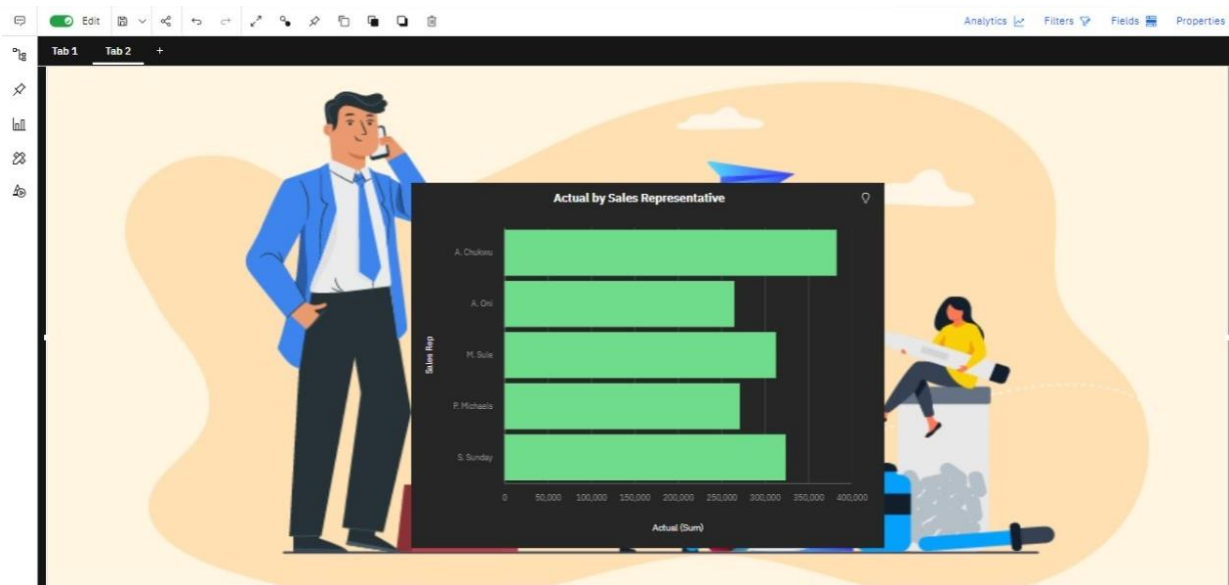 Edit
Analytics Filters Fields Properties
Tab 1 Tab 2 +
Actual by Sales Representative
A. Chukwu
A. Oni
M. Sule
P. Michaels
S. Sunday
Sales Rep
0 50,000 100,000 150,000 200,000 250,000 300,000 350,000 400,000
Actual (Sum)